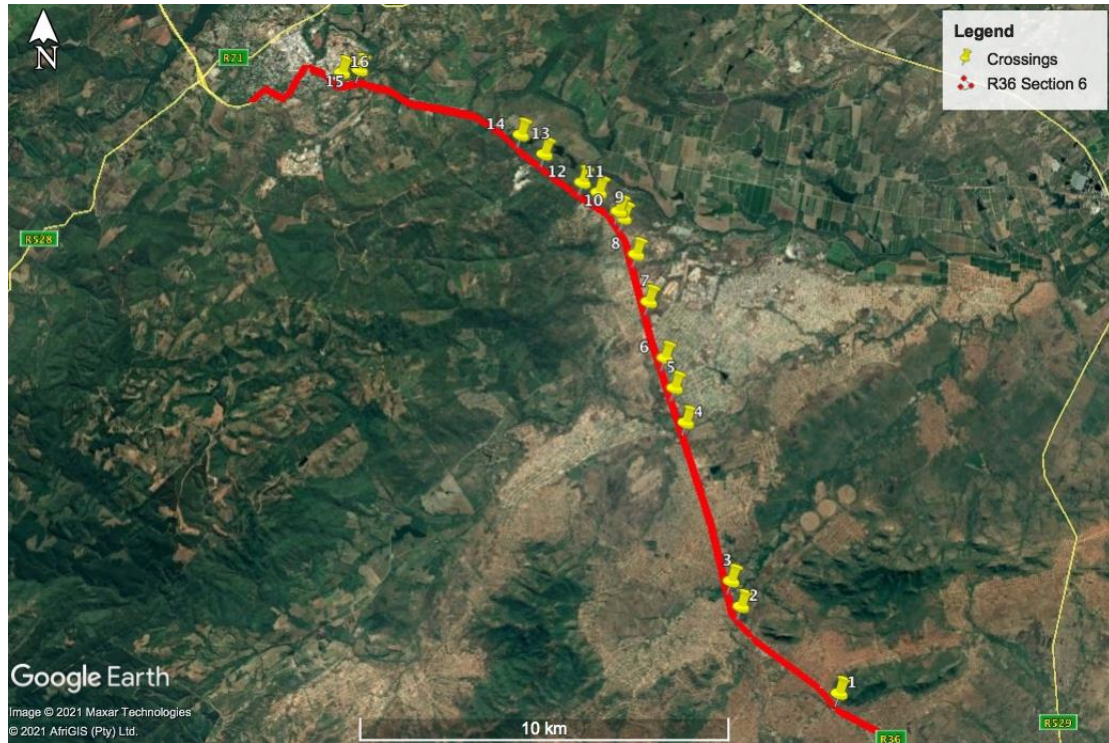 N
R71
Legend
Crossings
R36 Section 6
16
15
14
13
12
11
10
9
8
R528
7
6
5
4
3
2
1
Google Earth
Image © 2021 Maxar Technologies
© 2021 AfriGIS (Pty) Ltd.
10 km
R36
R529